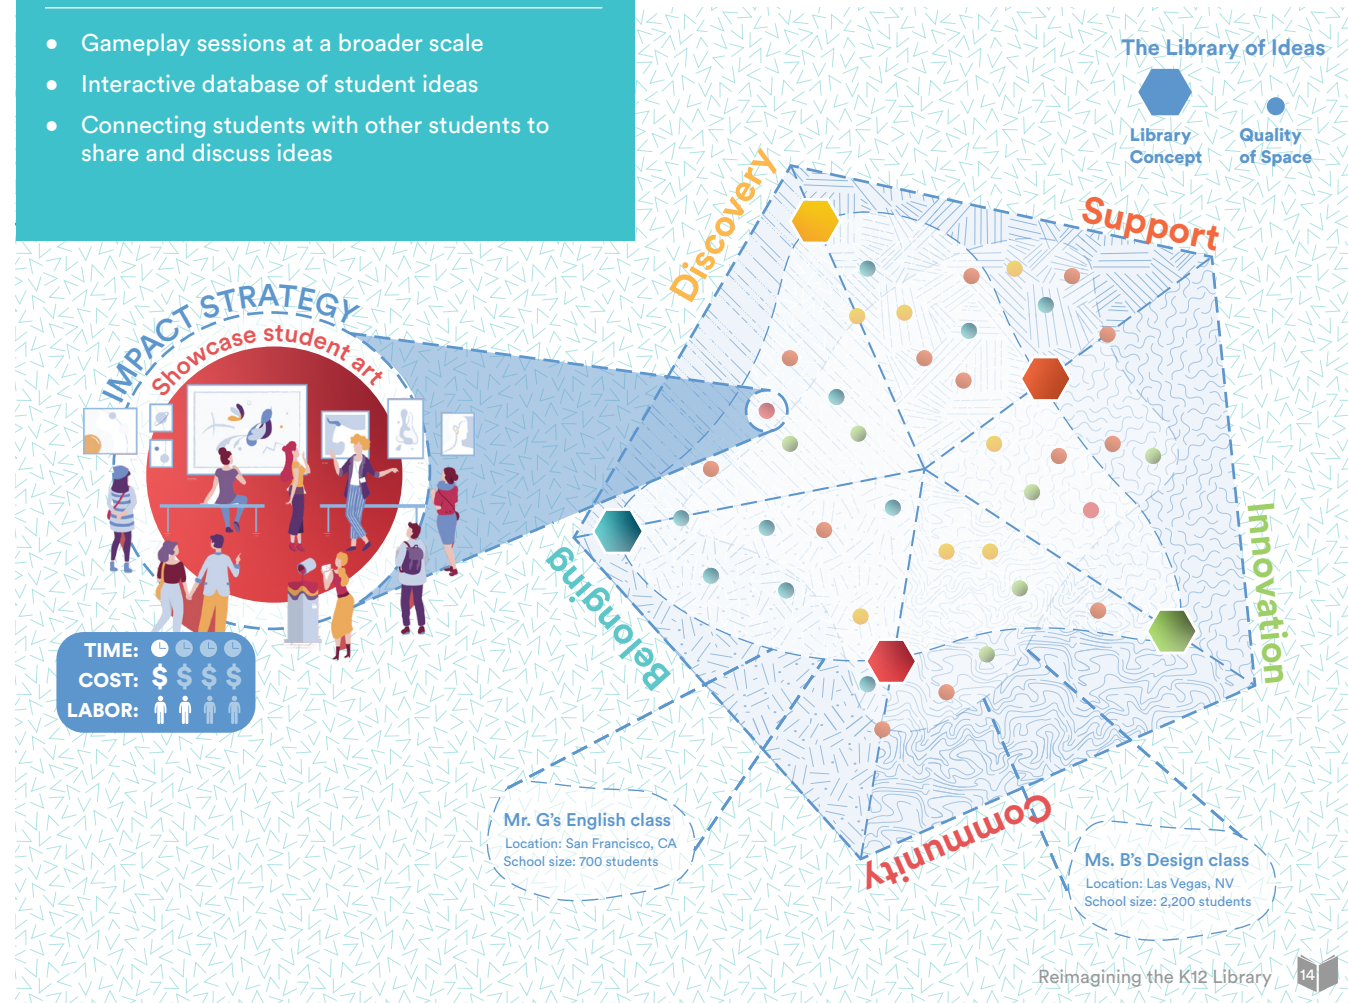 ● Gameplay sessions at a broader scale
● Interactive database of student ideas
● Connecting students with other students to
share and discuss ideas
The Library of Ideas
Library
Concept
Quality
of Space
Discovery
Support
Innovation
Community
Belonging
IMPACT STRATEGY
Showcase student art
TIME:
COST: $ $ $ $
LABOR:
Mr. G's English class
Location: San Francisco, CA
School size: 700 students
Ms. B's Design class
Location: Las Vegas, NV
School size: 2,200 students
Reimagining the K12 Library 14